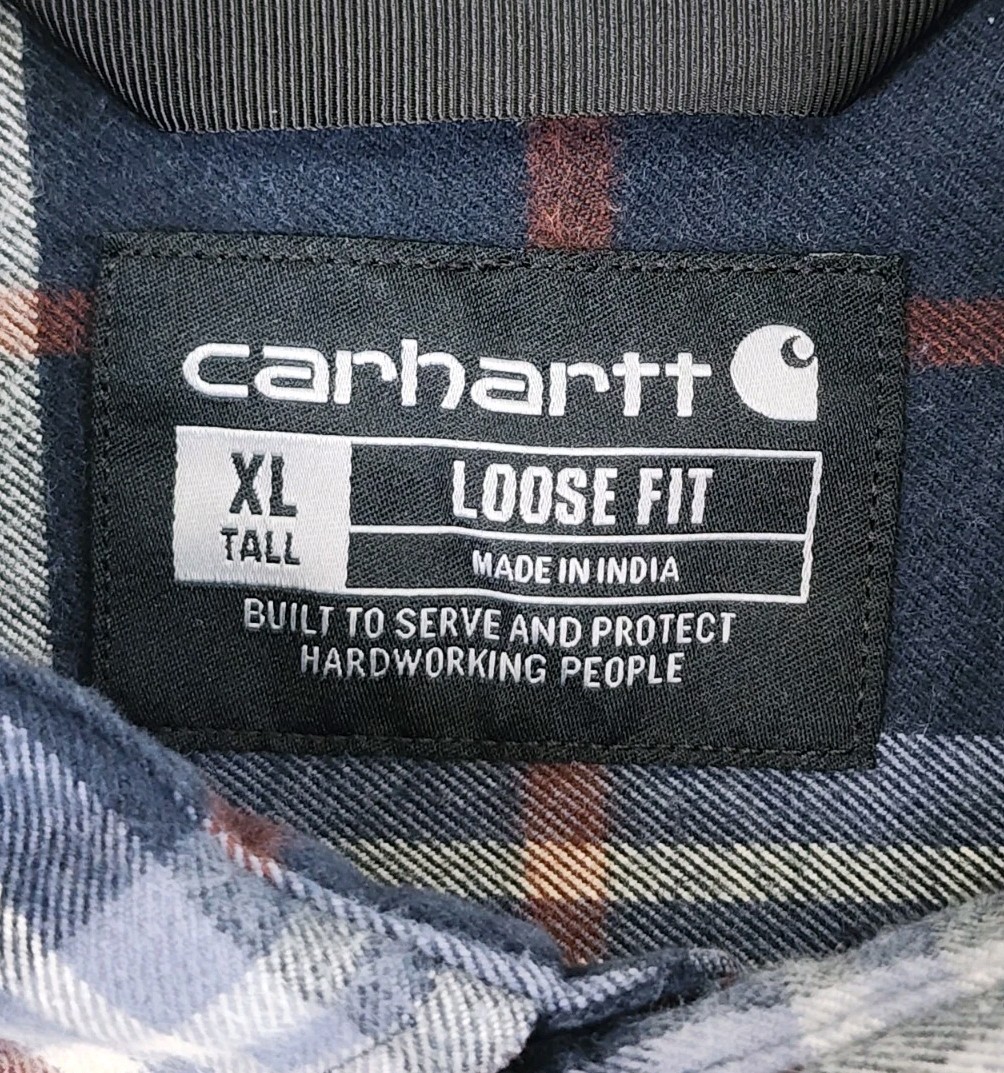 carhartt
XL
TALL
LOOSE FIT
MADE IN INDIA
BUILT TO SERVE AND PROTECT
HARDWORKING PEOPLE